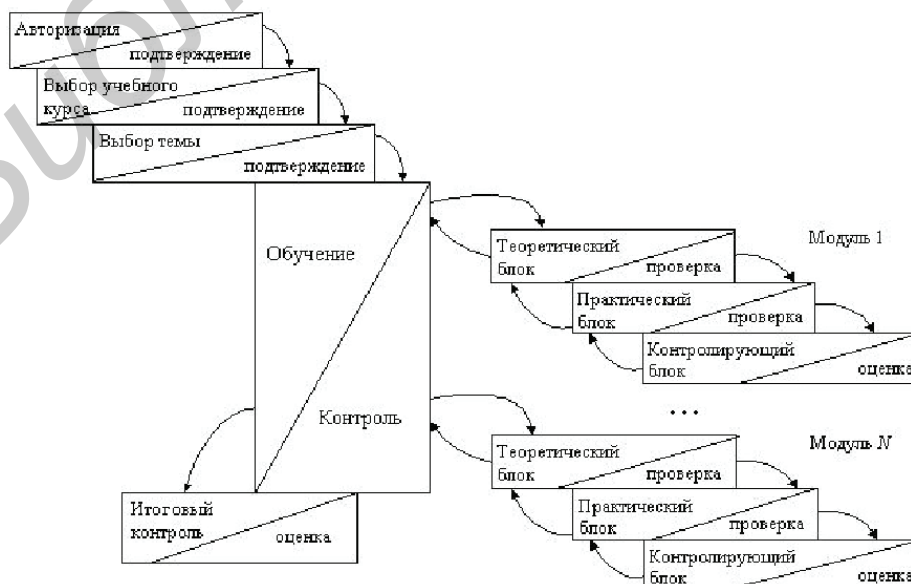 Авторизация
подтверждение
Выбор учебного
курса
подтверждение
Выбор темы
подтверждение
Обучение
Контроль
Итоговый
контроль
оценка
Модуль 1
Теоретический
блок
проверка
Практический
блок
проверка
Контролирующий
блок
оценка
...
Модуль N
Теоретический
блок
проверка
Практический
блок
проверка
Контролирующий
блок
оценка